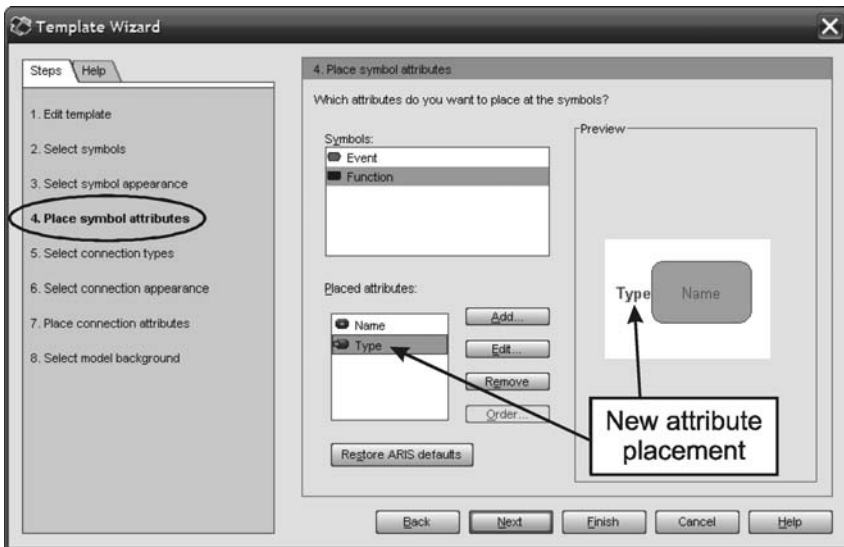 Template Wizard
Steps Help
1. Edit template
2. Select symbols
3. Select symbol appearance
4. Place symbol attributes
5. Select connection types
6. Select connection appearance
7. Place connection attributes
8. Select model background
4. Place symbol attributes
Which attributes do you want to place at the symbols?
Symbols:
Event
Function
Placed attributes:
Name
Type
Add...
Edit...
Remove
Order...
Restore ARIS defaults
Preview
Type Name
New attribute
placement
Back Next Finish Cancel Help